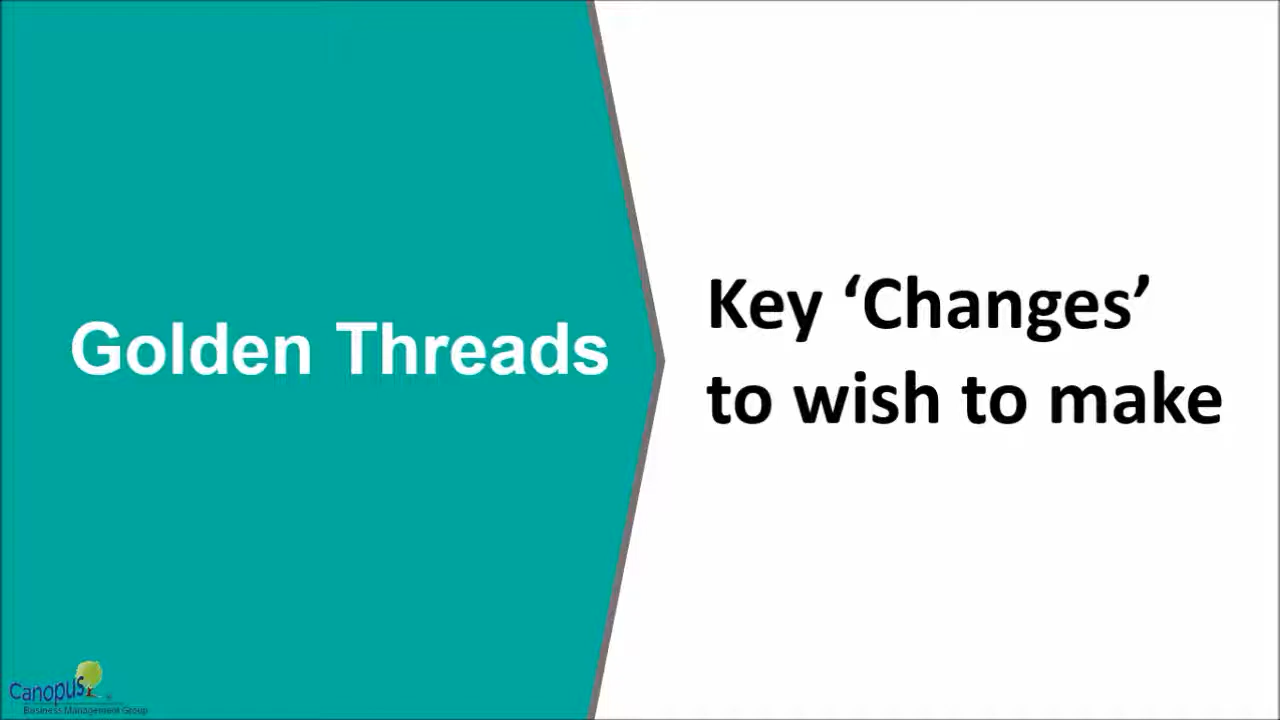 Golden Threads
Key ‘Changes’
to wish to make
Canopus
Business Management Group